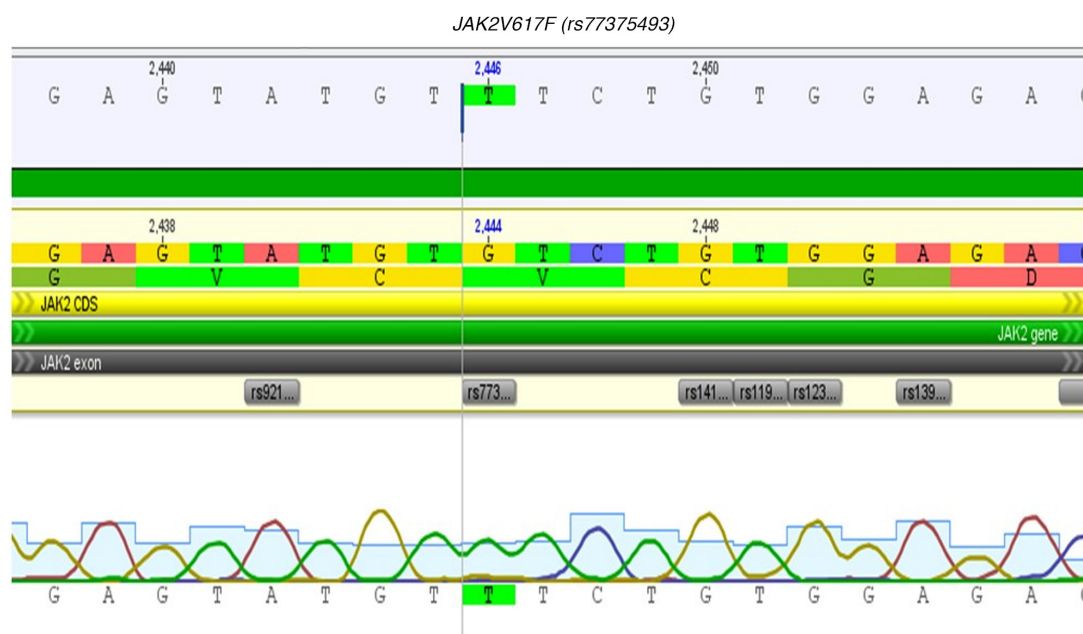 JAK2V617F (rs77375493)
2,440 2,446 2,450
G A G T A T G T T T C T G T G G A G A
2,438 2,444 2,448
G A G T A T G T G T C T G T G G A G A
G V C V C G D
JAK2 CDS
JAK2 gene
JAK2 exon
rs921... rs773... rs141... rs119... rs123... rs139...
G A G T A T G T T T C T G T G G A G A